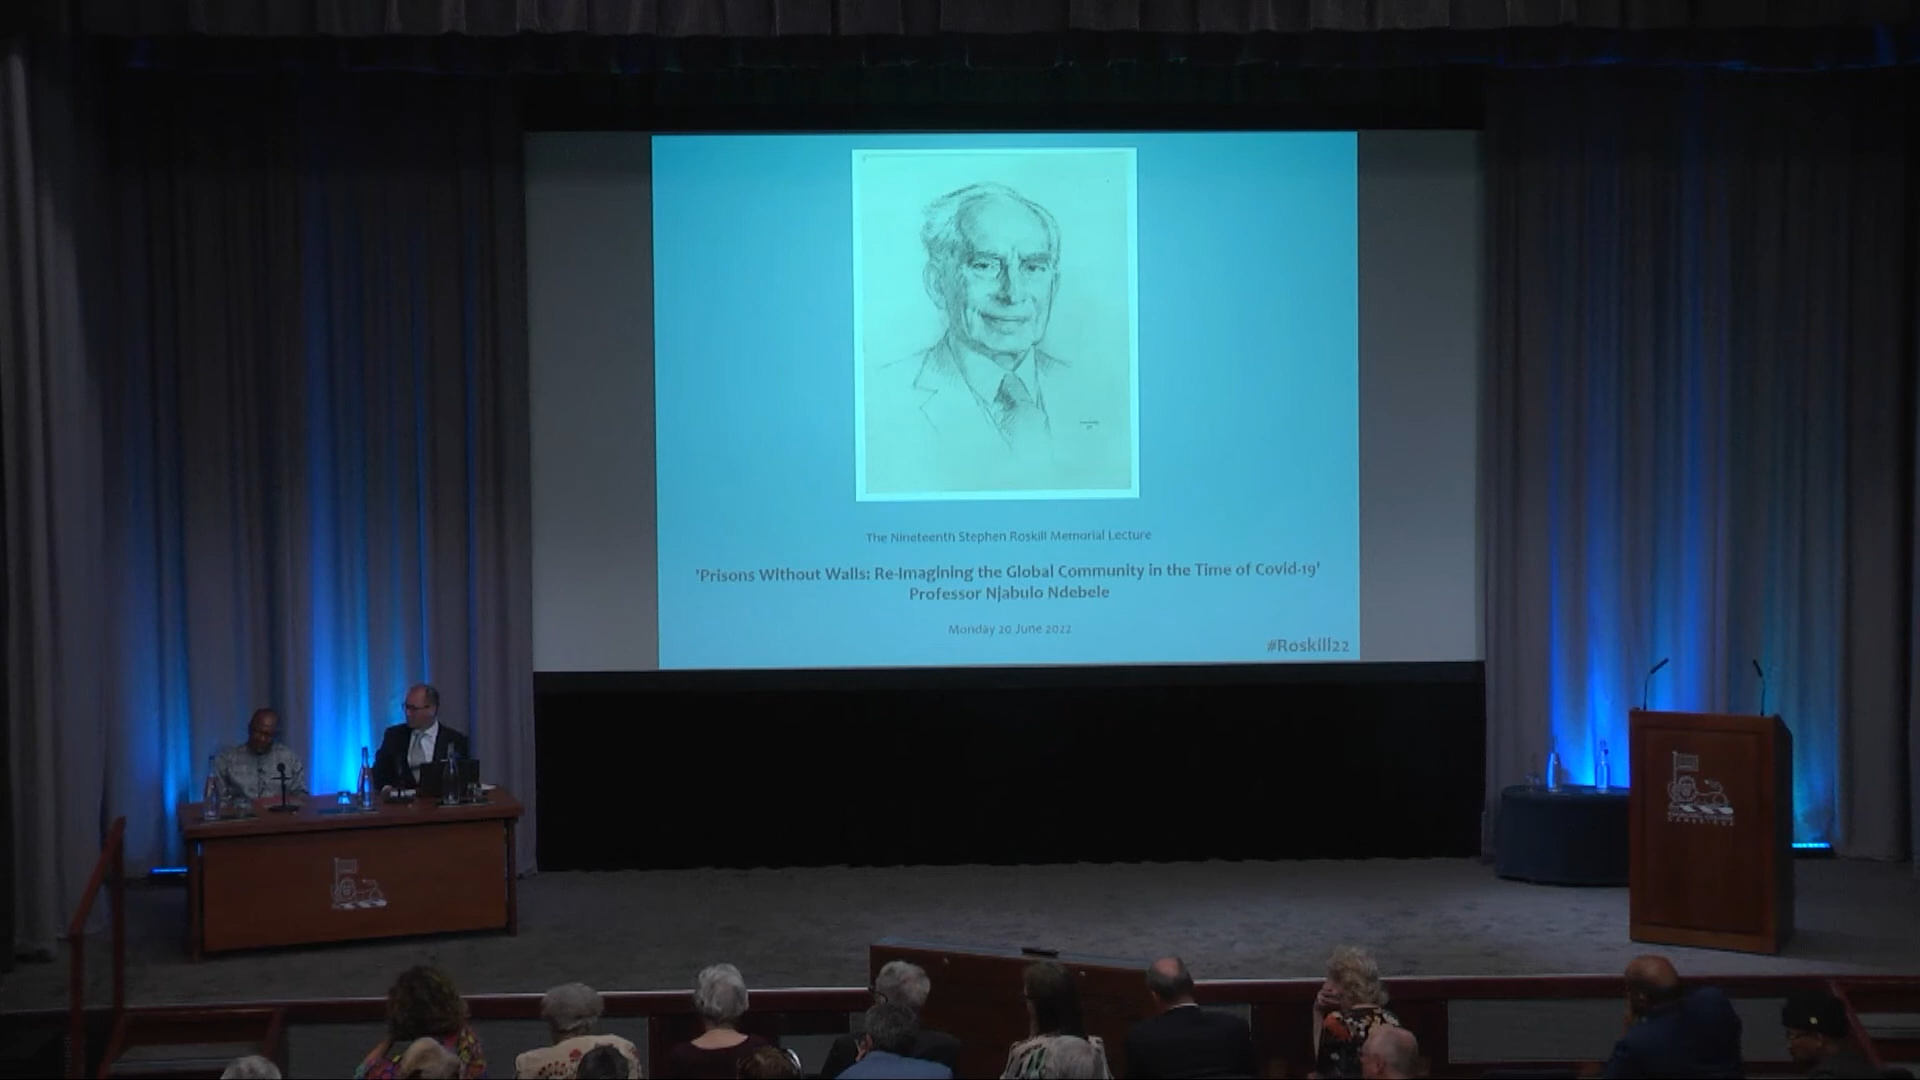 The Nineteenth Stephen Roskill Memorial Lecture
'Prisons Without Walls: Re-Imagining the Global Community in the Time of Covid-19'
Professor Njabulo Ndebele
Monday 20 June 2022
#Roskill22
CAMBRIDGE